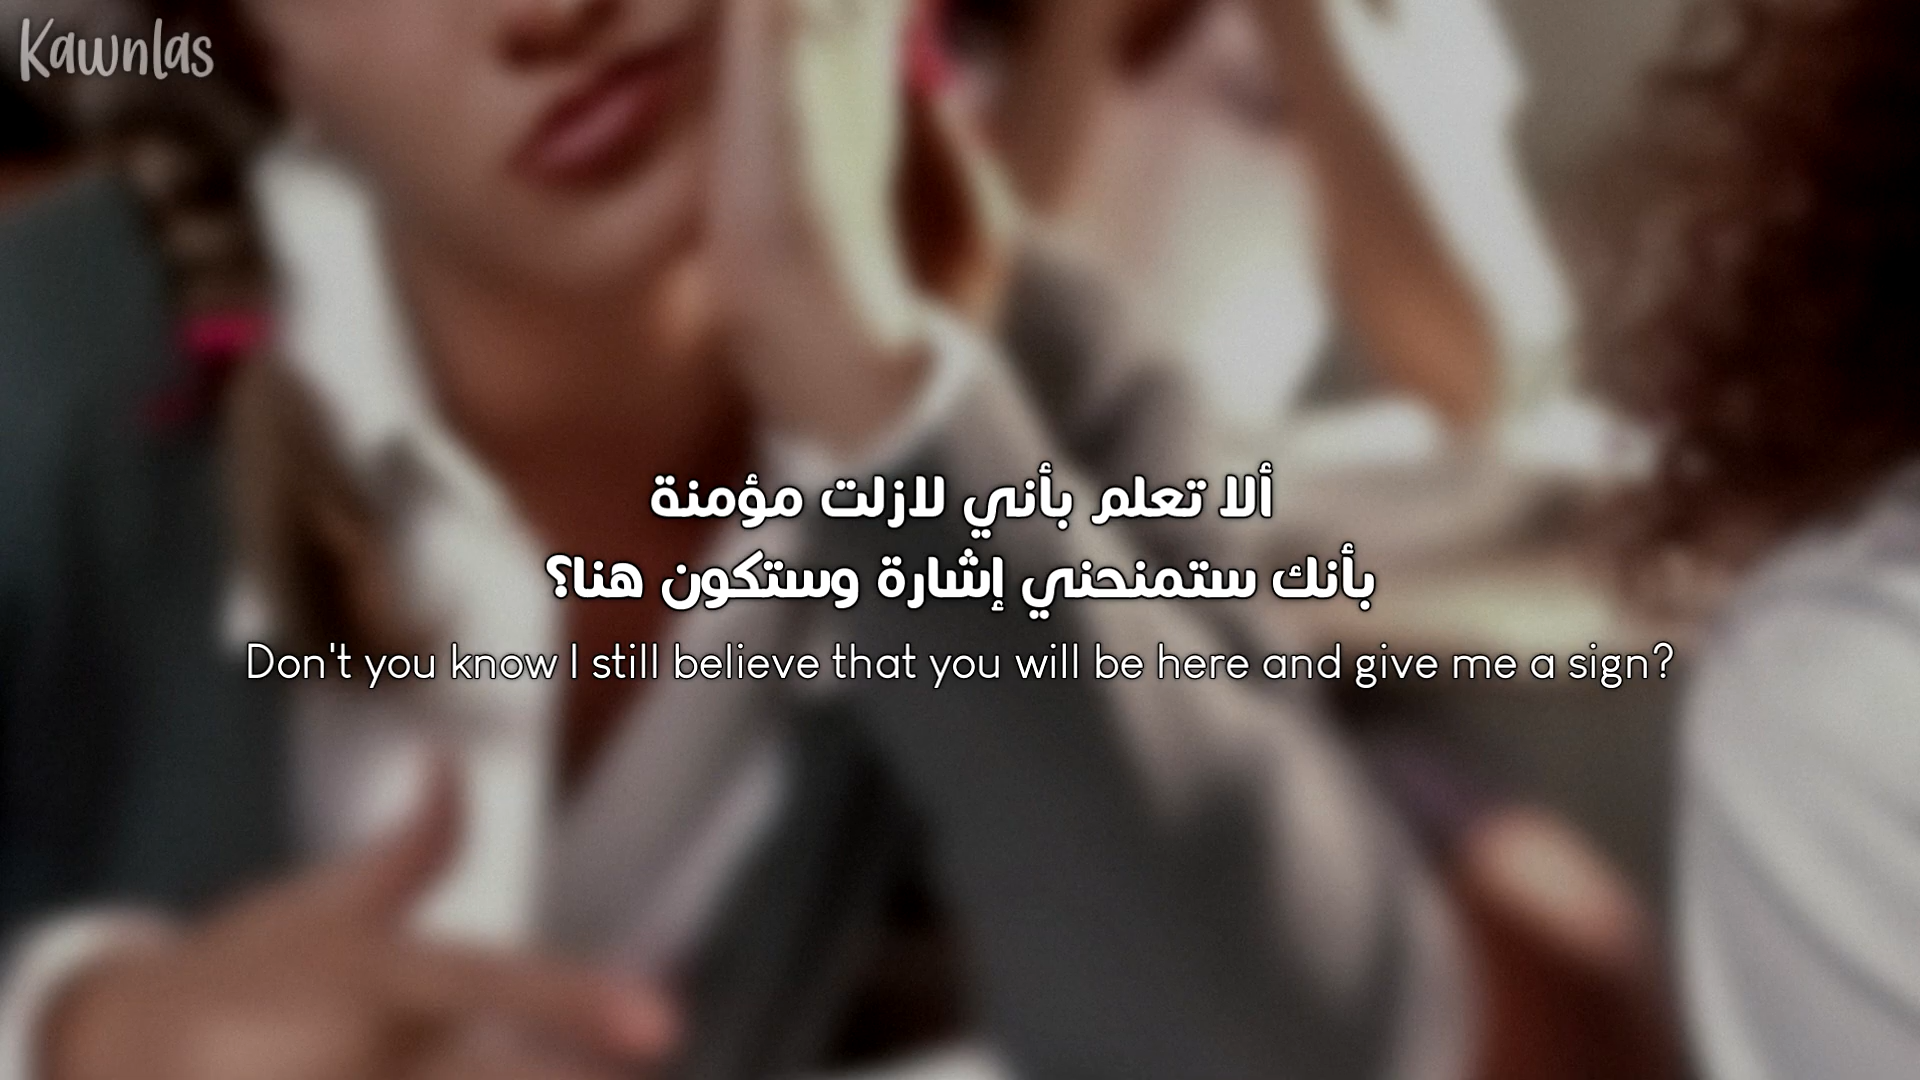 Kawnlas
ألا تعلم بأني لازلت مؤمنة
بأنك ستمنحني إشارة وستكون هنا؟
Don't you know I still believe that you will be here and give me a sign?